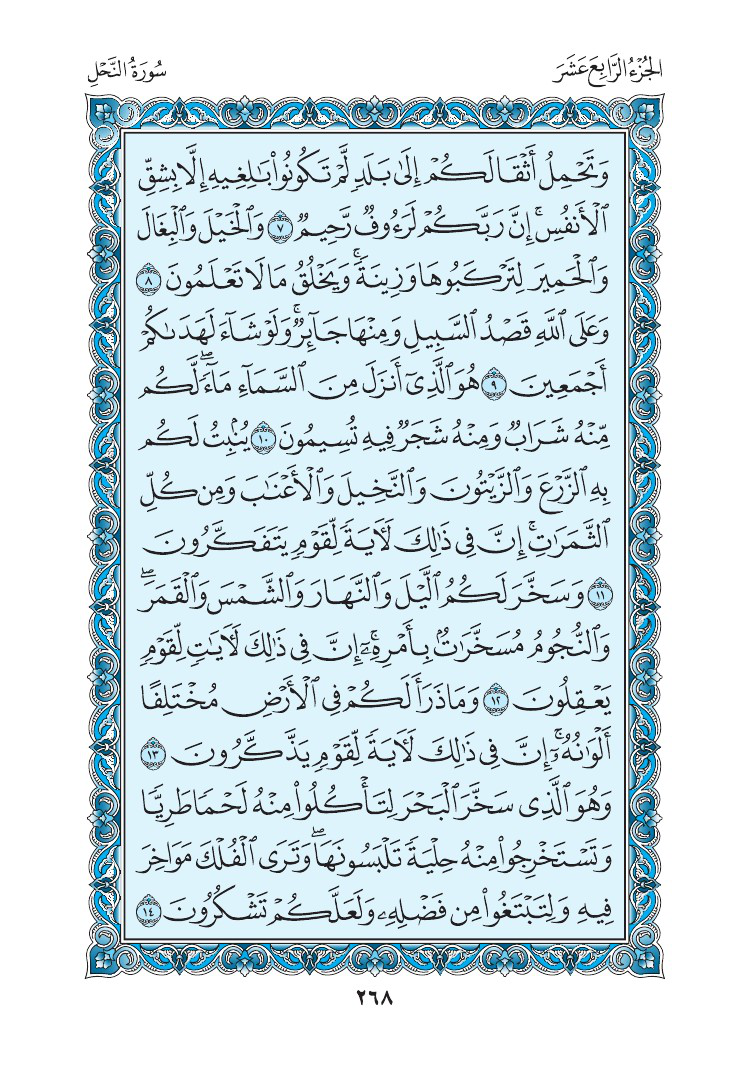 الجُزْءُ الرَّابِعَ عَشَرَ
سُورَةُ النَّحْلِ
وَتَحْمِلُ أَثْقَالَكُمْ إِلَىٰ بَلَدٍ لَّمْ تَكُونُوا۟ بَٰلِغِيهِ إِلَّا بِشِقِّ
ٱلْأَنفُسِ ۚ إِنَّ رَبَّكُمْ لَرَءُوفٌ رَّحِيمٌ ٧ وَٱلْخَيْلَ وَٱلْبِغَالَ
وَٱلْحَمِيرَ لِتَرْكَبُوهَا وَزِينَةً ۚ وَيَخْلُقُ مَا لَا تَعْلَمُونَ ٨
وَعَلَى ٱللَّهِ قَصْدُ ٱلسَّبِيلِ وَمِنْهَا جَآئِرٌ ۚ وَلَوْ شَآءَ لَهَدَىٰكُمْ
أَجْمَعِينَ ٩ هُوَ ٱلَّذِىٓ أَنزَلَ مِنَ ٱلسَّمَآءِ مَآءً ۖ لَّكُم
مِّنْهُ شَرَابٌ وَمِنْهُ شَجَرٌ فِيهِ تُسِيمُونَ ١٠ يُنۢبِتُ لَكُم
بِهِ ٱلزَّرْعَ وَٱلزَّيْتُونَ وَٱلنَّخِيلَ وَٱلْأَعْنَٰبَ وَمِن كُلِّ
ٱلثَّمَرَٰتِ ۗ إِنَّ فِى ذَٰلِكَ لَءَايَةً لِّقَوْمٍ يَتَفَكَّرُونَ
١١ وَسَخَّرَ لَكُمُ ٱلَّيْلَ وَٱلنَّهَارَ وَٱلشَّمْسَ وَٱلْقَمَرَ ۖ
وَٱلنُّجُومُ مُسَخَّرَٰتٌۢ بِأَمْرِهِۦٓ ۗ إِنَّ فِى ذَٰلِكَ لَءَايَٰتٍ لِّقَوْمٍ
يَعْقِلُونَ ١٢ وَمَا ذَرَأَ لَكُمْ فِى ٱلْأَرْضِ مُخْتَلِفًا
أَلْوَٰنُهُۥٓ ۗ إِنَّ فِى ذَٰلِكَ لَءَايَةً لِّقَوْمٍ يَذَّكَّرُونَ ١٣
وَهُوَ ٱلَّذِى سَخَّرَ ٱلْبَحْرَ لِتَأْكُلُوا۟ مِنْهُ لَحْمًا طَرِيًّا
وَتَسْتَخْرِجُوا۟ مِنْهُ حِلْيَةً تَلْبَسُونَهَا ۖ وَتَرَى ٱلْفُلْكَ مَوَاخِرَ
فِيهِ وَلِتَبْتَغُوا۟ مِن فَضْلِهِۦ وَلَعَلَّكُمْ تَشْكُرُونَ ١٤
٢٦٨